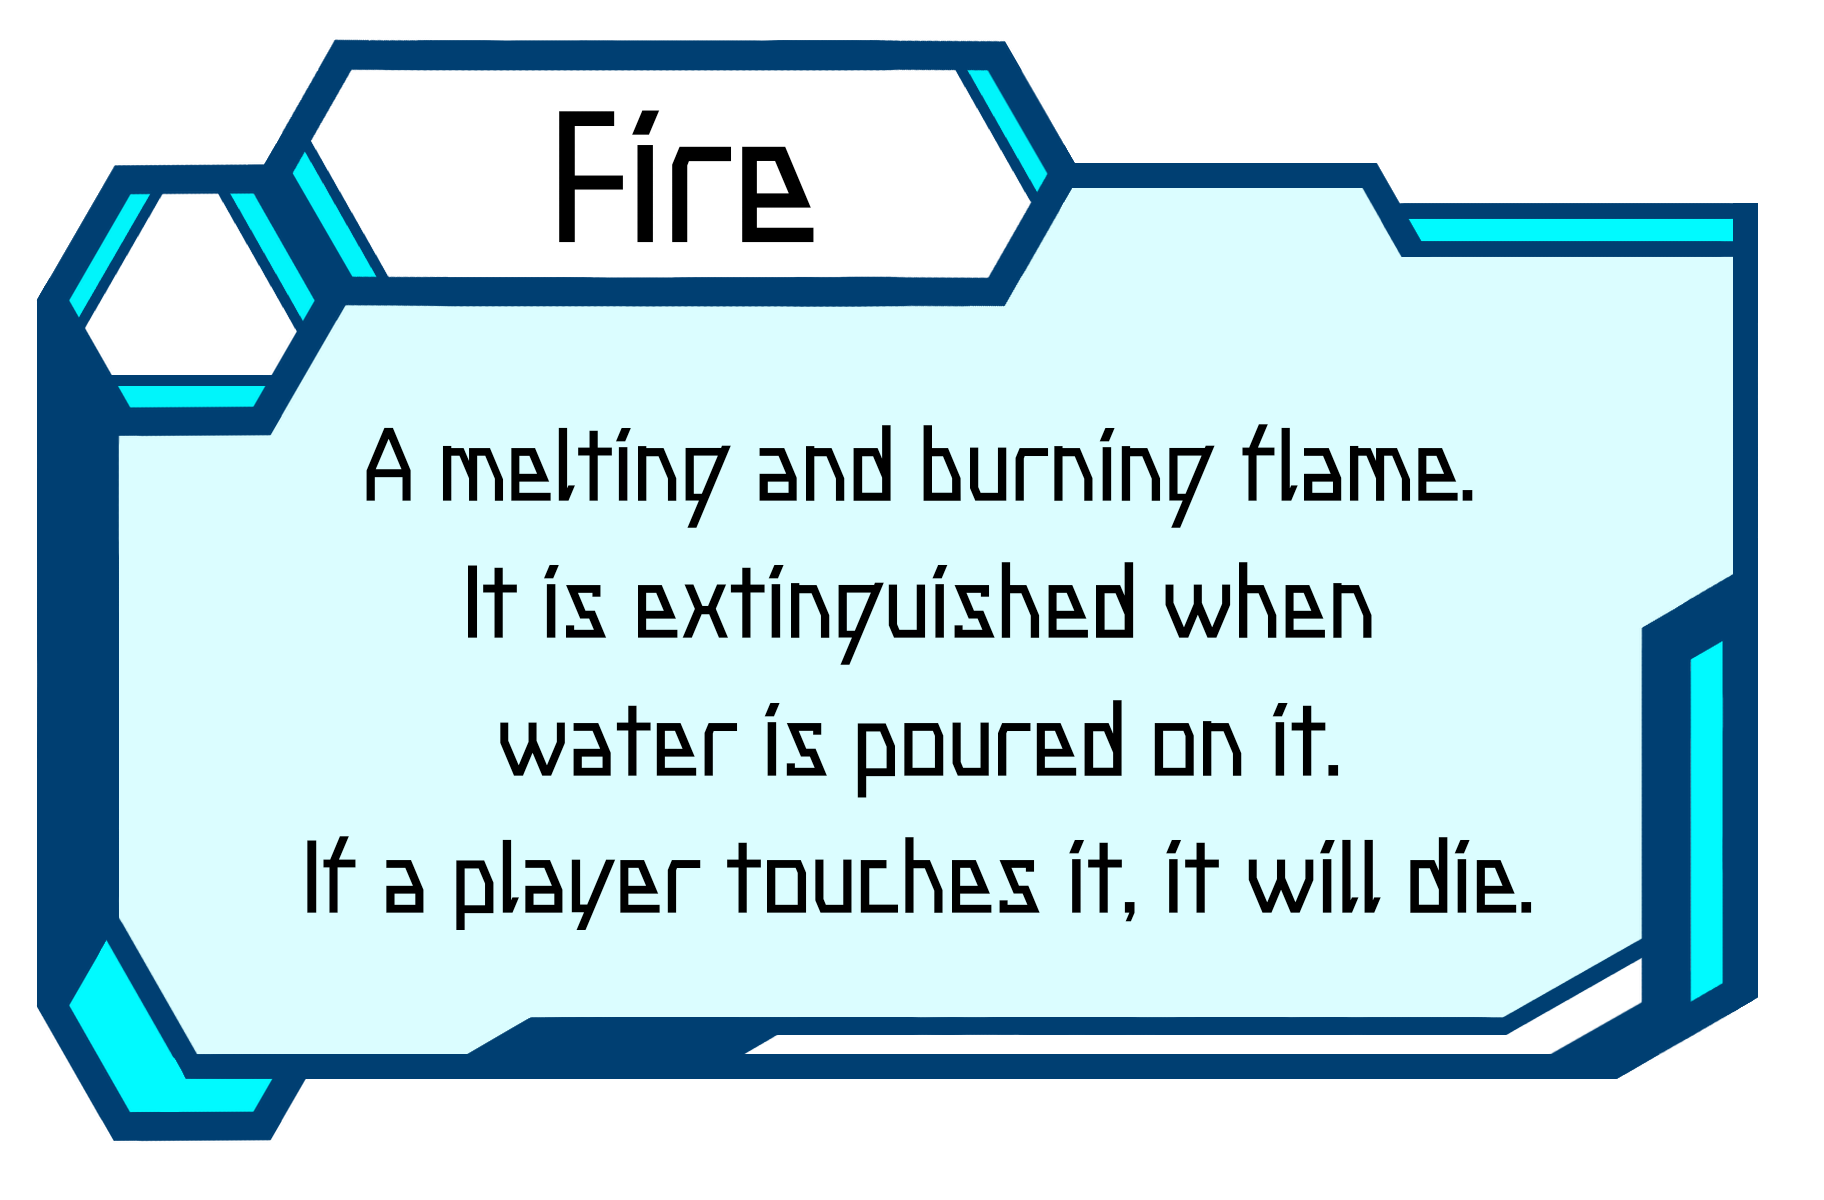 Fire
A melting and burning flame.
It is extinguished when
water is poured on it.
If a player touches it, it will die.